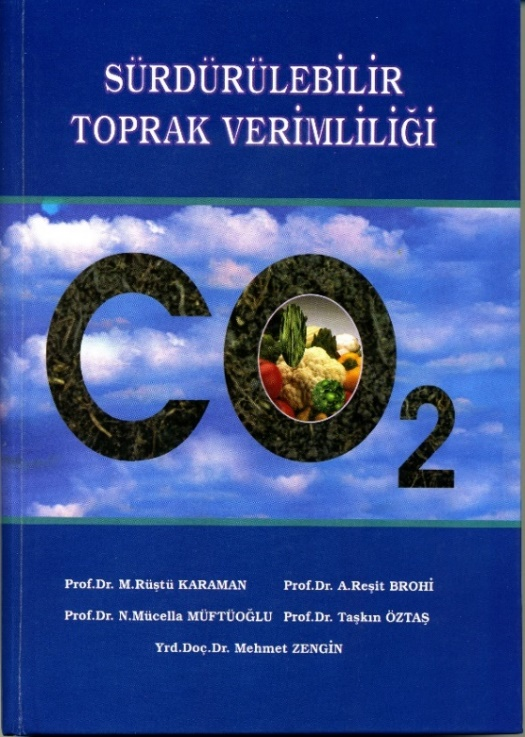 SÜRDÜRÜLEBİLİR
TOPRAK VERİMLİLİĞİ
CO2
Prof.Dr. M.Rüştü KARAMAN Prof.Dr. A.Reşit BROHİ
Prof.Dr. N.Mücella MÜFTÜOĞLU Prof.Dr. Taşkın ÖZTAŞ
Yrd.Doç.Dr. Mehmet ZENGİN